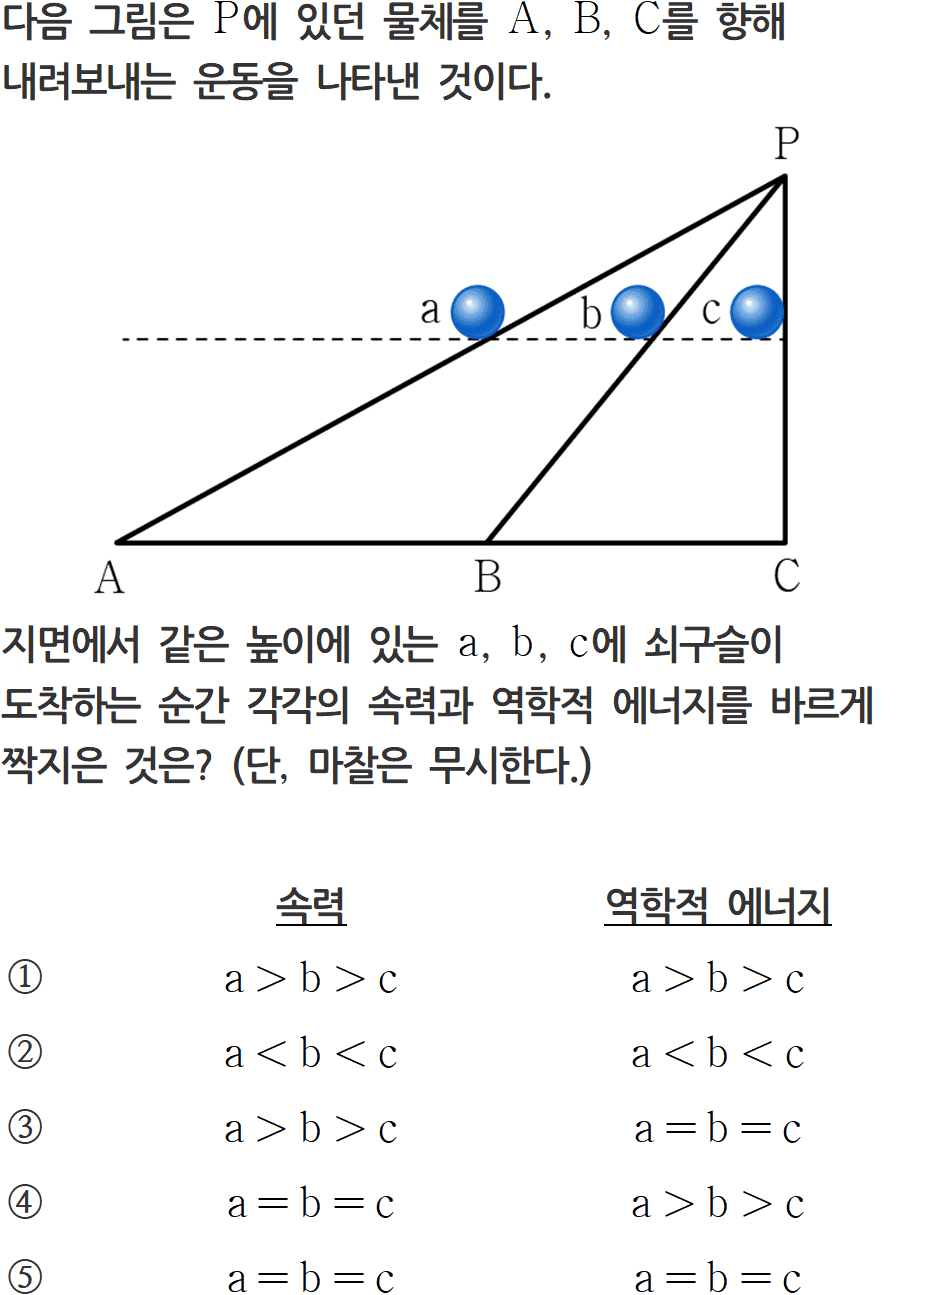 다음 그림은 P에 있던 물체를 A, B, C를 향해
내려보내는 운동을 나타낸 것이다.
P
a b c
A B C
지면에서 같은 높이에 있는 a, b, c에 쇠구슬이
도착하는 순간 각각의 속력과 역학적 에너지를 바르게
짝지은 것은? (단, 마찰은 무시한다.)
속력 역학적 에너지
① a > b > c a > b > c
② a < b < c a < b < c
③ a > b > c a = b = c
④ a = b = c a > b > c
⑤ a = b = c a = b = c